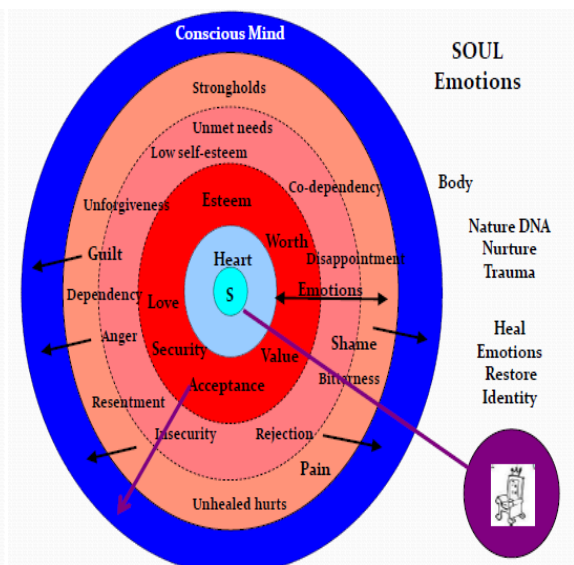 Conscious Mind
SOUL
Emotions
Strongholds
Unmet needs
Low self-esteem
Co-dependency
Body
Esteem
Unforgiveness
Nature DNA
Nurture
Trauma
Worth
Guilt
Heart
Disappointment
Dependency
Love
S
Emotions
Anger
Security
Value
Shame
Heal
Emotions
Restore
Identity
Acceptance
Bitterness
Resentment
Insecurity
Rejection
Pain
Unhealed hurts